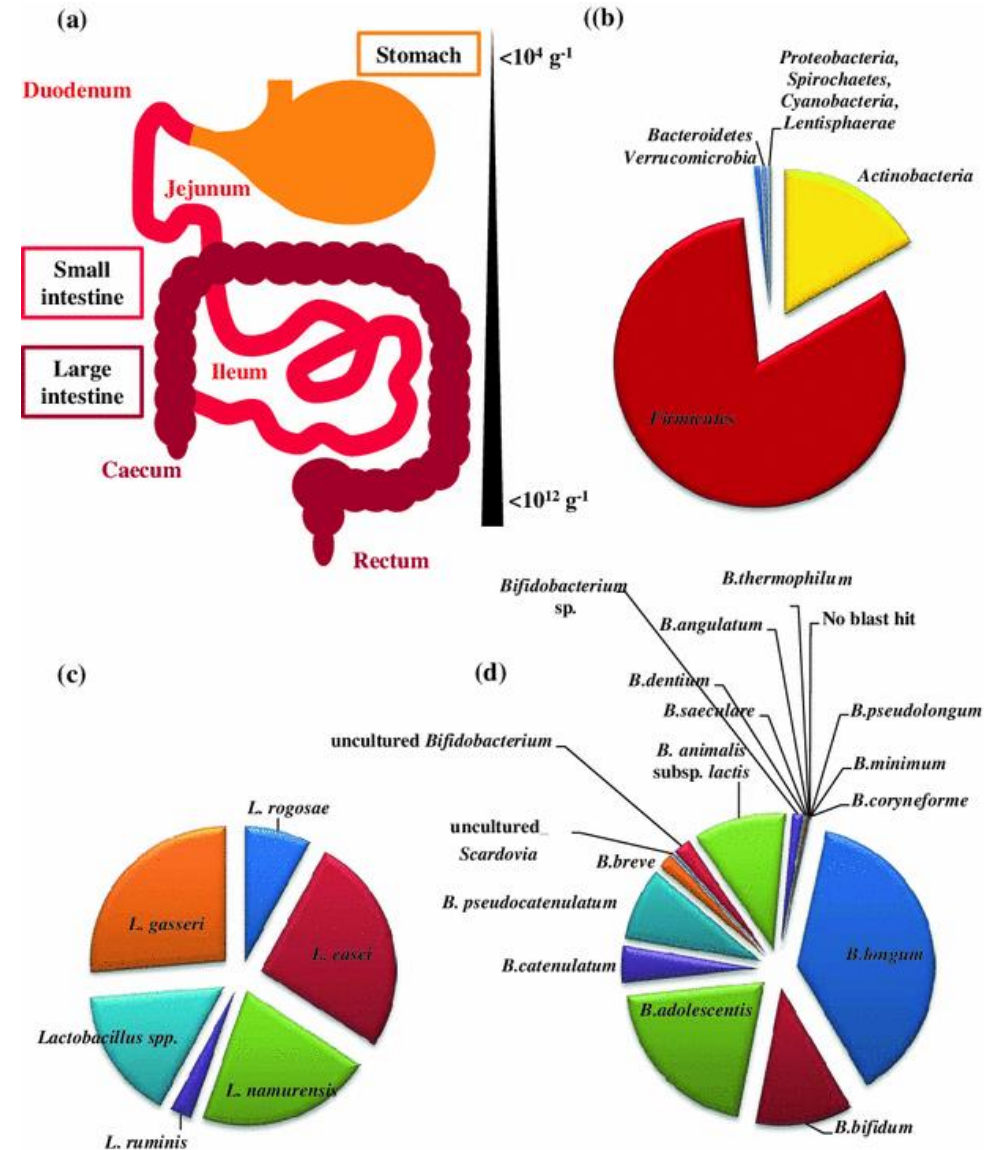 (a)
Stomach
<10⁴ g⁻¹
Duodenum
Jejunum
Small
intestine
Large
intestine
Ileum
Caecum
<10¹² g⁻¹
Rectum
((b)
Proteobacteria,
Spirochaetes,
Cyanobacteria,
Lentisphaerae
Bacteroidetes
Verrucomicrobia
Actinobacteria
Firmicutes
(c)
L. rogosae
L. gasseri
L. casei
Lactobacillus spp.
L. namurensis
L. ruminis
(d)
B.thermophilum
Bifidobacterium
sp.
No blast hit
B.angulatum
B.dentium
B.saeculare
B.pseudolongum
uncultured Bifidobacterium
B. animalis
subsp. lactis
B.minimum
B.coryneforme
uncultured
Scardovia
B.breve
B. pseudocatenulatum
B.catenulatum
B.longum
B.adolescentis
B.bifidum